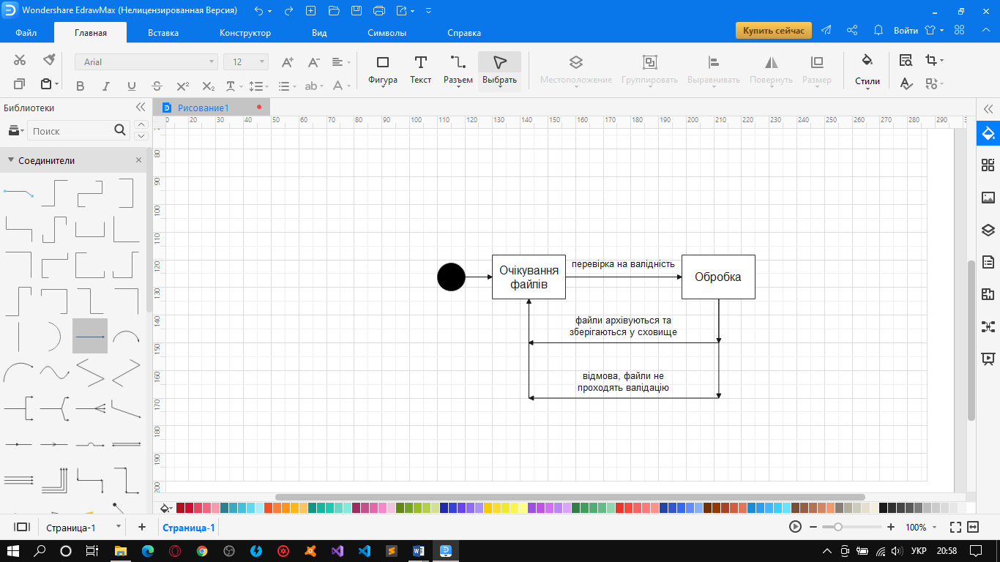 Wondershare EdrawMax (Нелицензированная Версия)
Файл
Главная
Вставка
Конструктор
Вид
Символы
Справка
Купить сейчас
Войти
Arial
12
Фигура
Текст
Разъем
Выбрать
Местоположение
Группировать
Выравнивать
Повернуть
Размер
Стили
Библиотеки
Поиск
Соединители
Рисование1
0 10 20 30 40 50 60 70 80 90 100 110 120 130 140 150 160 170 180 190 200 210 220 230 240 250 260 270 280 290
80
90
100
110
120
130
140
150
160
170
180
190
200
Очікування
файлів
перевірка на валідність
Обробка
файли архівуються та
зберігаються у сховище
відмова, файли не
проходять валідацію
Страница-1
Страница-1
100%
УКР
20:58